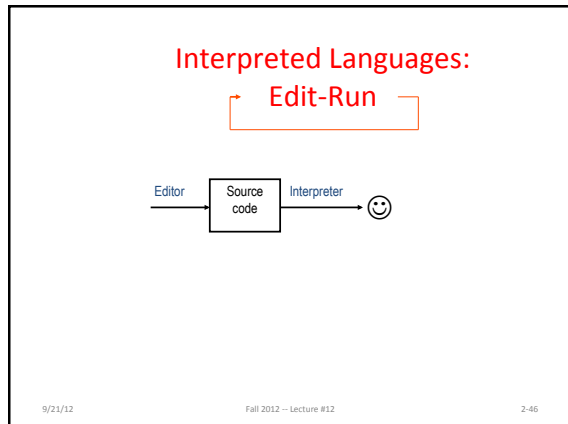 Interpreted Languages:
Edit-Run
Editor
Source
code
Interpreter
9/21/12
Fall 2012 -- Lecture #12
2-46